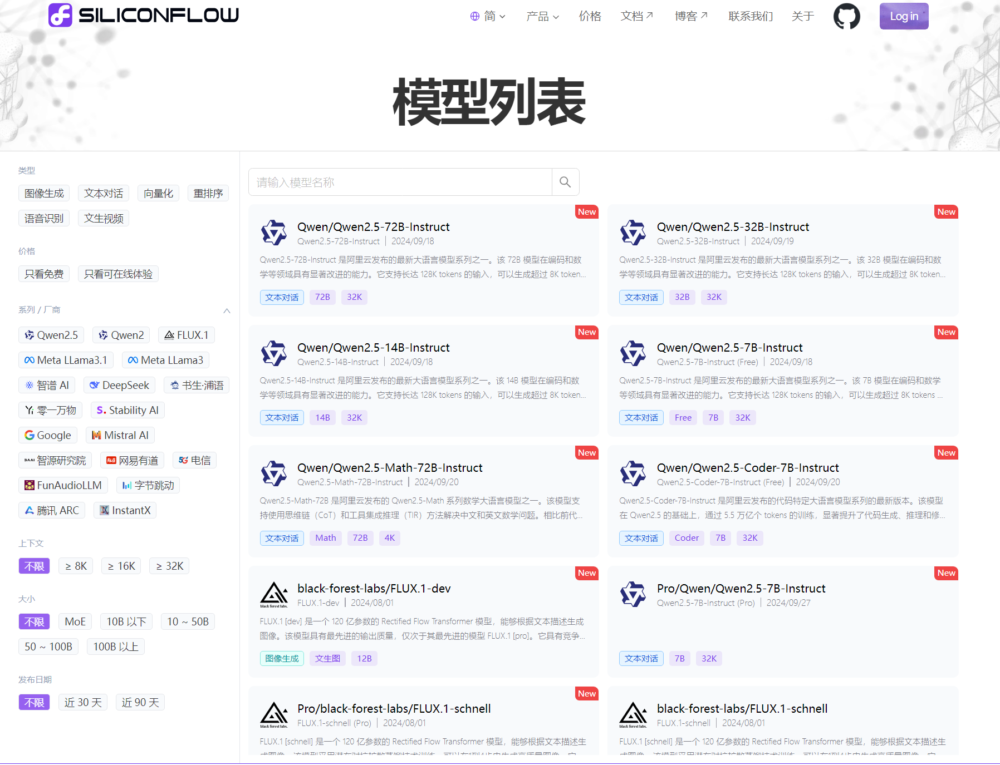 SILICONFLOW
简 产品 价格 文档 博客 联系我们 关于 Log in
模型列表
类型
图像生成 文本对话 向量化 重排序
语音识别 文生视频
价格
只看免费 只看可在线体验
系列 / 厂商
Qwen2.5 Qwen2 FLUX.1
Meta LLama3.1 Meta LLama3
智谱 AI DeepSeek 书生·浦语
零一万物 Stability AI
Google Mistral AI
BAAI 智源研究院 有道 网易有道 5G 电信
FunAudioLLM 字节跳动
腾讯 ARC InstantX
上下文
不限 ≥ 8K ≥ 16K ≥ 32K
大小
不限 MoE 10B 以下 10 ~ 50B
50 ~ 100B 100B 以上
发布日期
不限 近 30 天 近 90 天
请输入模型名称
New
Qwen/Qwen2.5-72B-Instruct
Qwen2.5-72B-Instruct | 2024/09/18
Qwen2.5-72B-Instruct 是阿里云发布的最新大语言模型系列之一。该 72B 模型在编码和数
学等领域具有显著改进的能力。它支持长达 128K tokens 的输入，可以生成超过 8K token...
文本对话 72B 32K
New
Qwen/Qwen2.5-32B-Instruct
Qwen2.5-32B-Instruct | 2024/09/19
Qwen2.5-32B-Instruct 是阿里云发布的最新大语言模型系列之一。该 32B 模型在编码和数
学等领域具有显著改进的能力。它支持长达 128K tokens 的输入，可以生成超过 8K token...
文本对话 32B 32K
New
Qwen/Qwen2.5-14B-Instruct
Qwen2.5-14B-Instruct | 2024/09/18
Qwen2.5-14B-Instruct 是阿里云发布的最新大语言模型系列之一。该 14B 模型在编码和数
学等领域具有显著改进的能力。它支持长达 128K tokens 的输入，可以生成超过 8K token...
文本对话 14B 32K
New
Qwen/Qwen2.5-7B-Instruct
Qwen2.5-7B-Instruct (Free) | 2024/09/18
Qwen2.5-7B-Instruct 是阿里云发布的最新大语言模型系列之一。该 7B 模型在编码和数学
等领域具有显著改进的能力。它支持长达 128K tokens 的输入，可以生成超过 8K tokens ...
文本对话 Free 7B 32K
New
Qwen/Qwen2.5-Math-72B-Instruct
Qwen2.5-Math-72B-Instruct | 2024/09/20
Qwen2.5-Math-72B 是阿里云发布的 Qwen2.5-Math 系列数学大语言模型之一。该模型支
持使用思维链（CoT）和工具集成推理（TIR）方法解决中文和英文数学问题。相比前代...
文本对话 Math 72B 4K
New
Qwen/Qwen2.5-Coder-7B-Instruct
Qwen2.5-Coder-7B-Instruct (Free) | 2024/09/20
Qwen2.5-Coder-7B-Instruct 是阿里云发布的代码特定大语言模型系列的最新版本。该模型
在 Qwen2.5 的基础上，通过 5.5 万亿个 tokens 的训练，显著提升了代码生成、推理和修...
文本对话 Coder 7B 32K
New
black forest labs.
black-forest-labs/FLUX.1-dev
FLUX.1-dev | 2024/08/01
FLUX.1 [dev] 是一个 120 亿参数的 Rectified Flow Transformer 模型，能够根据文本描述生成
图像。该模型具有最先进的输出质量，仅次于其最先进的模型 FLUX.1 [pro]。它具有竞争...
图像生成 文生图 12B
New
Pro/Qwen/Qwen2.5-7B-Instruct
Qwen2.5-7B-Instruct (Pro) | 2024/09/27
文本对话 7B 32K
New
black forest labs.
Pro/black-forest-labs/FLUX.1-schnell
FLUX.1-schnell (Pro) | 2024/08/01
FLUX.1 [schnell] 是一个 120 亿参数的 Rectified Flow Transformer 模型，能够根据文本描述生
black forest labs.
black-forest-labs/FLUX.1-schnell
FLUX.1-schnell | 2024/08/01
FLUX.1 [schnell] 是一个 120 亿参数的 Rectified Flow Transformer 模型，能够根据文本描述生